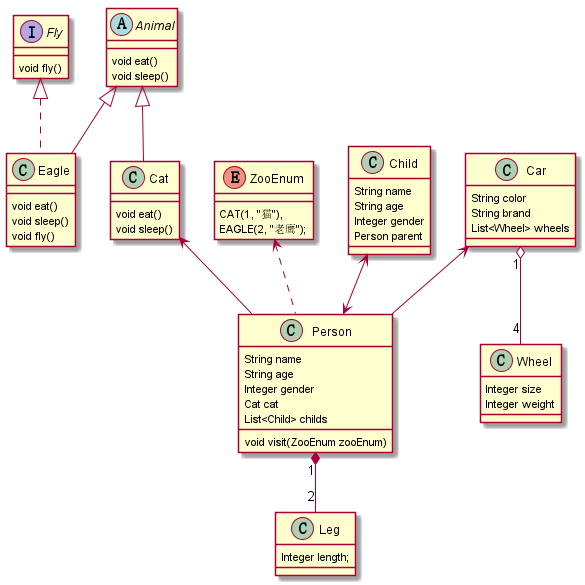 I Fly
void fly()
A Animal
void eat()
void sleep()
C Eagle
void eat()
void sleep()
void fly()
C Cat
void eat()
void sleep()
E ZooEnum
CAT(1, "猫"),
EAGLE(2, "老鹰");
C Child
String name
String age
Integer gender
Person parent
C Car
String color
String brand
List<Wheel> wheels
1
4
C Person
String name
String age
Integer gender
Cat cat
List<Child> childs
void visit(ZooEnum zooEnum)
C Wheel
Integer size
Integer weight
1
2
C Leg
Integer length;